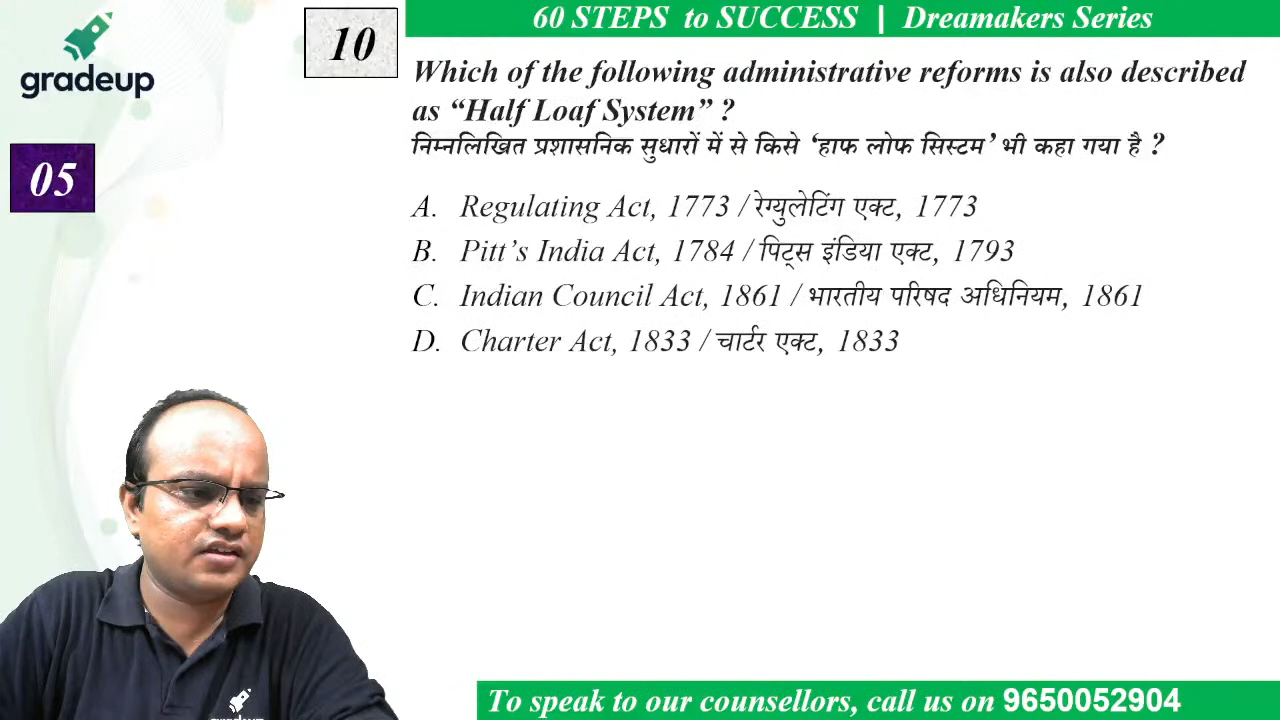 gradeup
10
60 STEPS to SUCCESS | Dreamakers Series
Which of the following administrative reforms is also described
as “Half Loaf System” ?
निम्नलिखित प्रशासनिक सुधारों में से किसे ‘हाफ लोफ सिस्टम’ भी कहा गया है ?
05
A. Regulating Act, 1773 / रेग्युलेटिंग एक्ट, 1773
B. Pitt’s India Act, 1784 / पिट्स इंडिया एक्ट, 1793
C. Indian Council Act, 1861 / भारतीय परिषद अधिनियम, 1861
D. Charter Act, 1833 / चार्टर एक्ट, 1833
gradeup
To speak to our counsellors, call us on 9650052904